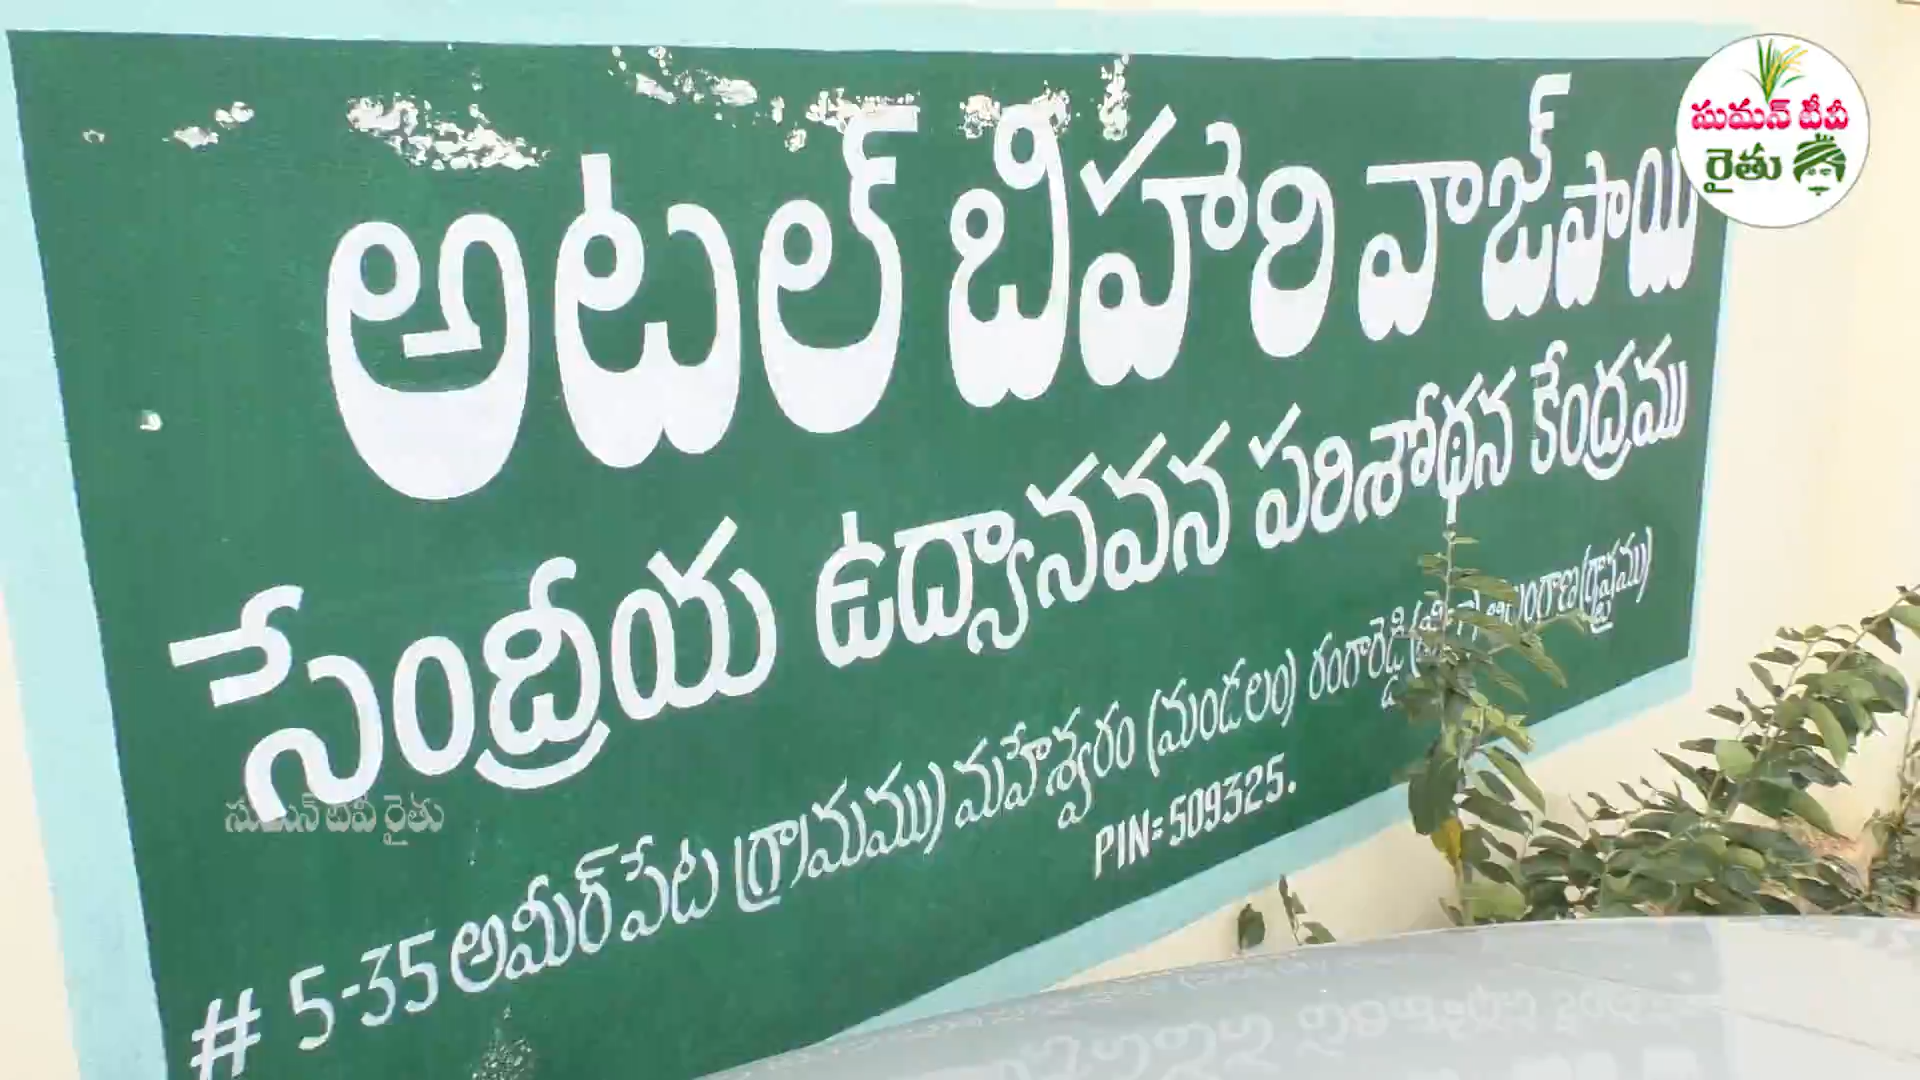 అటల్ బిహారి వాజ్‌పాయి
సేంద్రీయ ఉద్యానవన పరిశోధన కేంద్రము
# 5-35 అమీర్ పేట (గ్రామము) మహేశ్వరం (మండలం) రంగారెడ్డి
PIN=509325.
సుమన్ టీవీ
రైతు
సుమన్ టీవీ రైతు